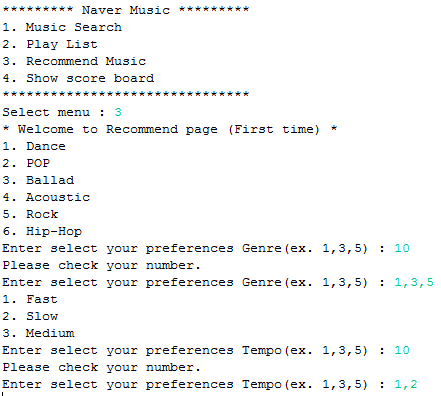 ********* Naver Music *********
1. Music Search
2. Play List
3. Recommend Music
4. Show score board
*******************************
Select menu : 3
* Welcome to Recommend page (First time) *
1. Dance
2. POP
3. Ballad
4. Acoustic
5. Rock
6. Hip-Hop
Enter select your preferences Genre(ex. 1,3,5) : 10
Please check your number.
Enter select your preferences Genre(ex. 1,3,5) : 1,3,5
1. Fast
2. Slow
3. Medium
Enter select your preferences Tempo(ex. 1,3,5) : 10
Please check your number.
Enter select your preferences Tempo(ex. 1,3,5) : 1,2